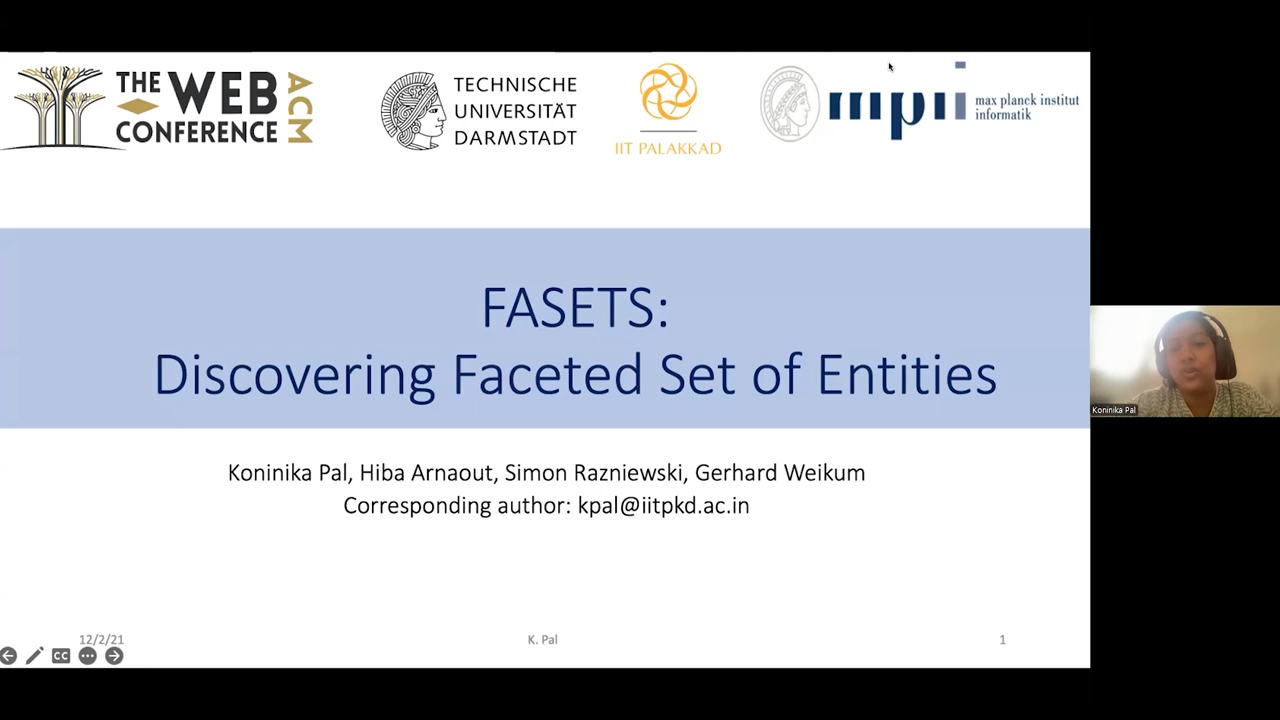 THE WEB
CONFERENCE
ACM
TECHNISCHE
UNIVERSITÄT
DARMSTADT
IIT PALAKKAD
mpii
max planck institut
informatik
FASETS:
Discovering Faceted Set of Entities
Koninika Pal, Hiba Arnaout, Simon Razniewski, Gerhard Weikum
Corresponding author: kpal@iitpkd.ac.in
Koninika Pal
12/2/21
K. Pal
1
CC